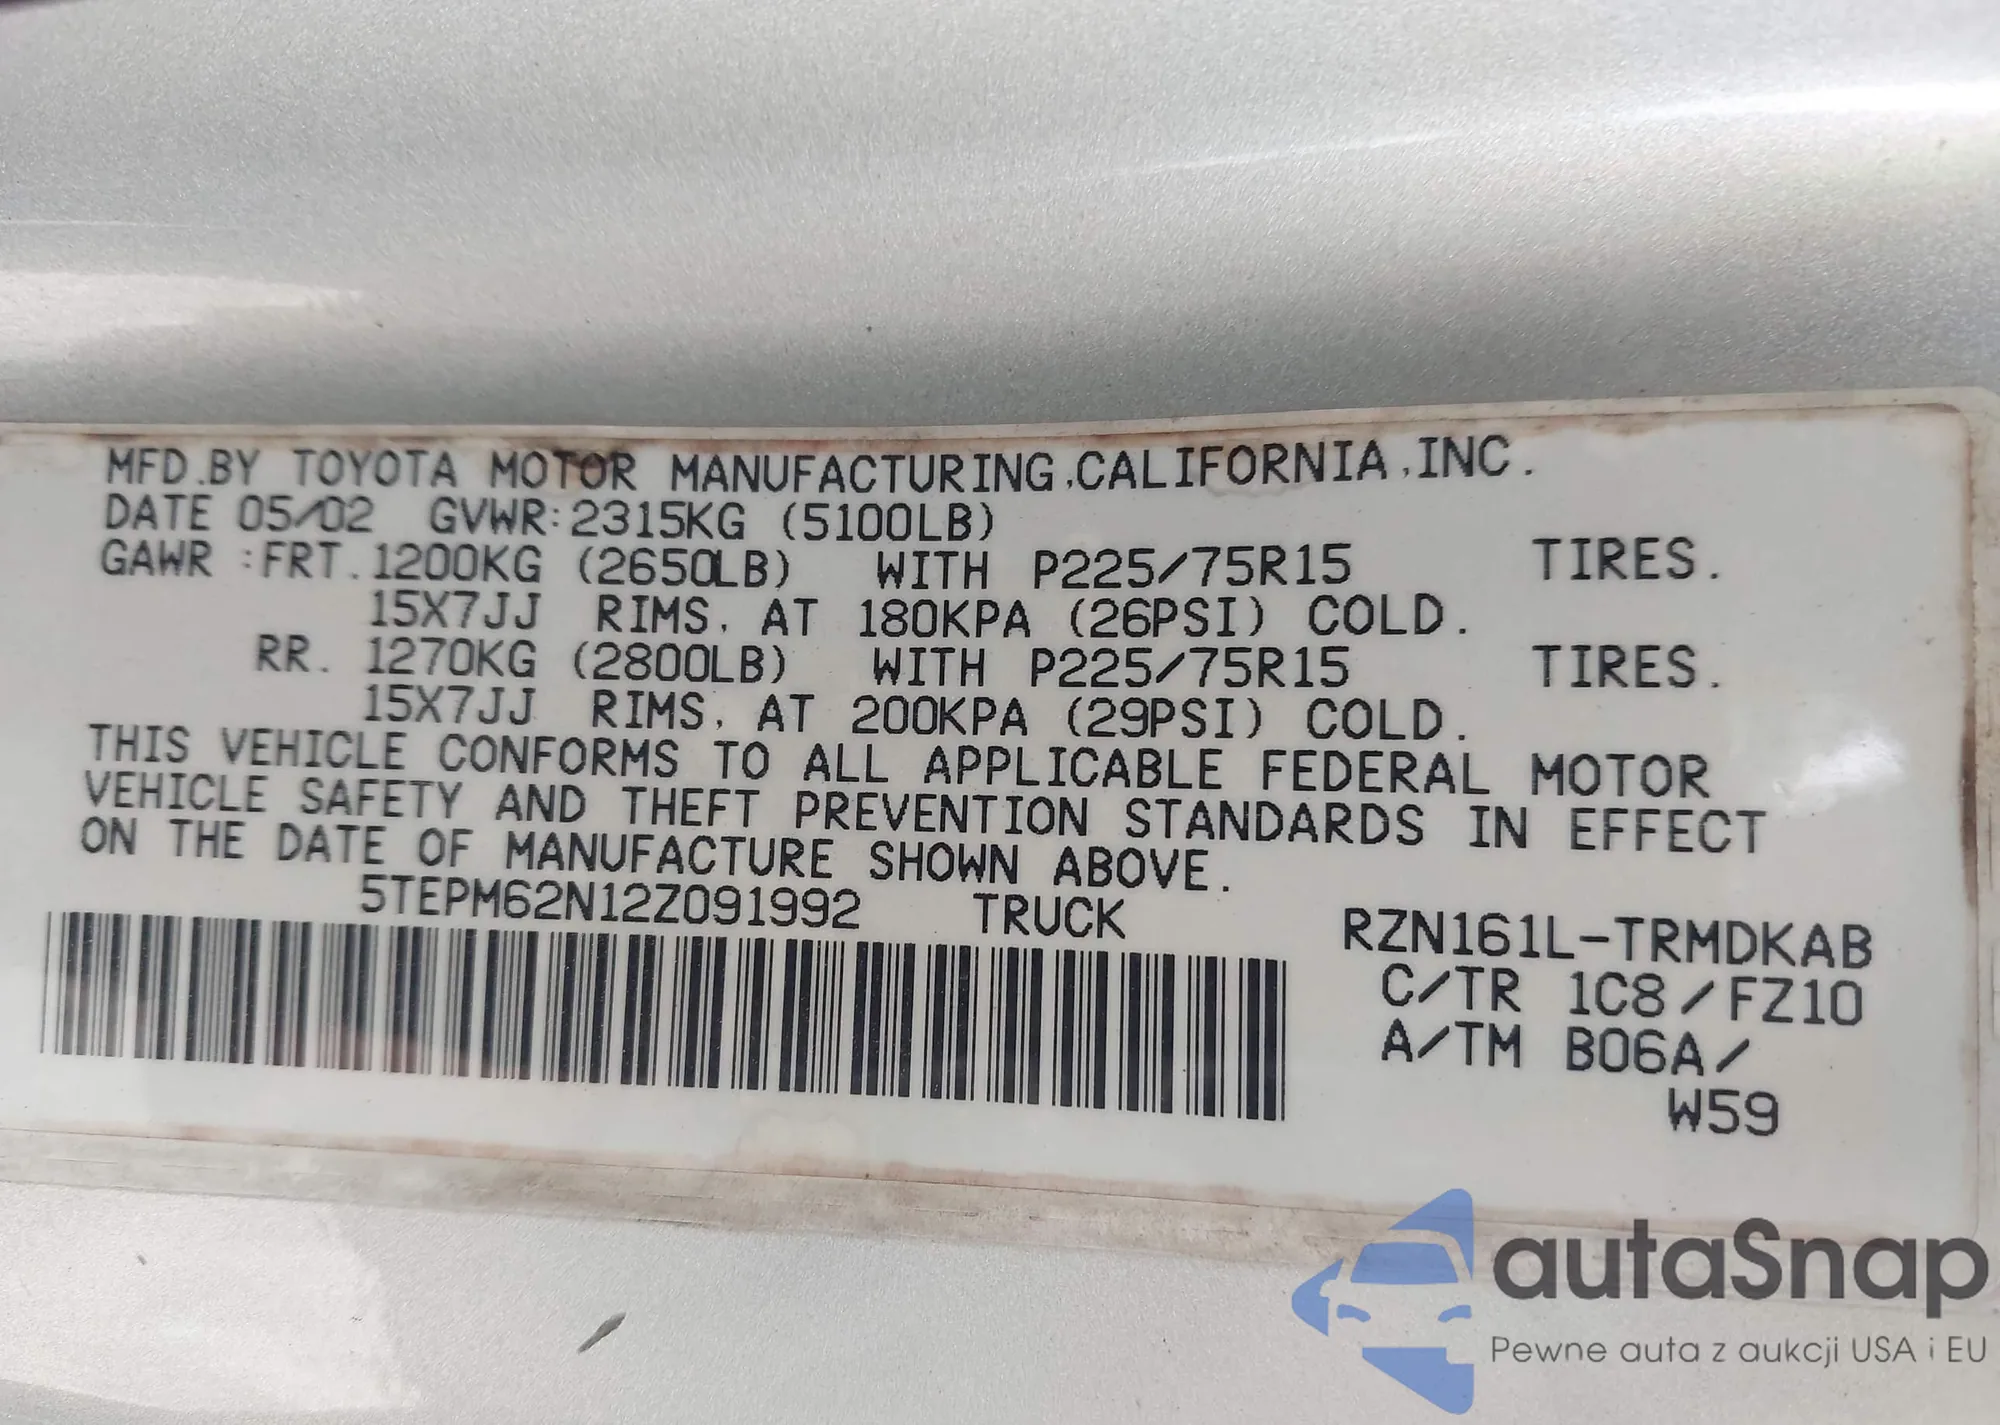 MFD.BY TOYOTA MOTOR MANUFACTURING,CALIFORNIA,INC.
DATE 05/02 GVWR:2315KG (5100LB)
GAWR :FRT.1200KG (2650LB) WITH P225/75R15 TIRES.
15X7JJ RIMS, AT 180KPA (26PSI) COLD.
RR. 1270KG (2800LB) WITH P225/75R15 TIRES.
15X7JJ RIMS, AT 200KPA (29PSI) COLD.
THIS VEHICLE CONFORMS TO ALL APPLICABLE FEDERAL MOTOR
VEHICLE SAFETY AND THEFT PREVENTION STANDARDS IN EFFECT
ON THE DATE OF MANUFACTURE SHOWN ABOVE.
5TEPM62N12Z091992 TRUCK
RZN161L-TRMDKAB
C/TR 1C8/FZ10
A/TM B06A/
W59
autaSnap
Pewne auta z aukcji USA i EU